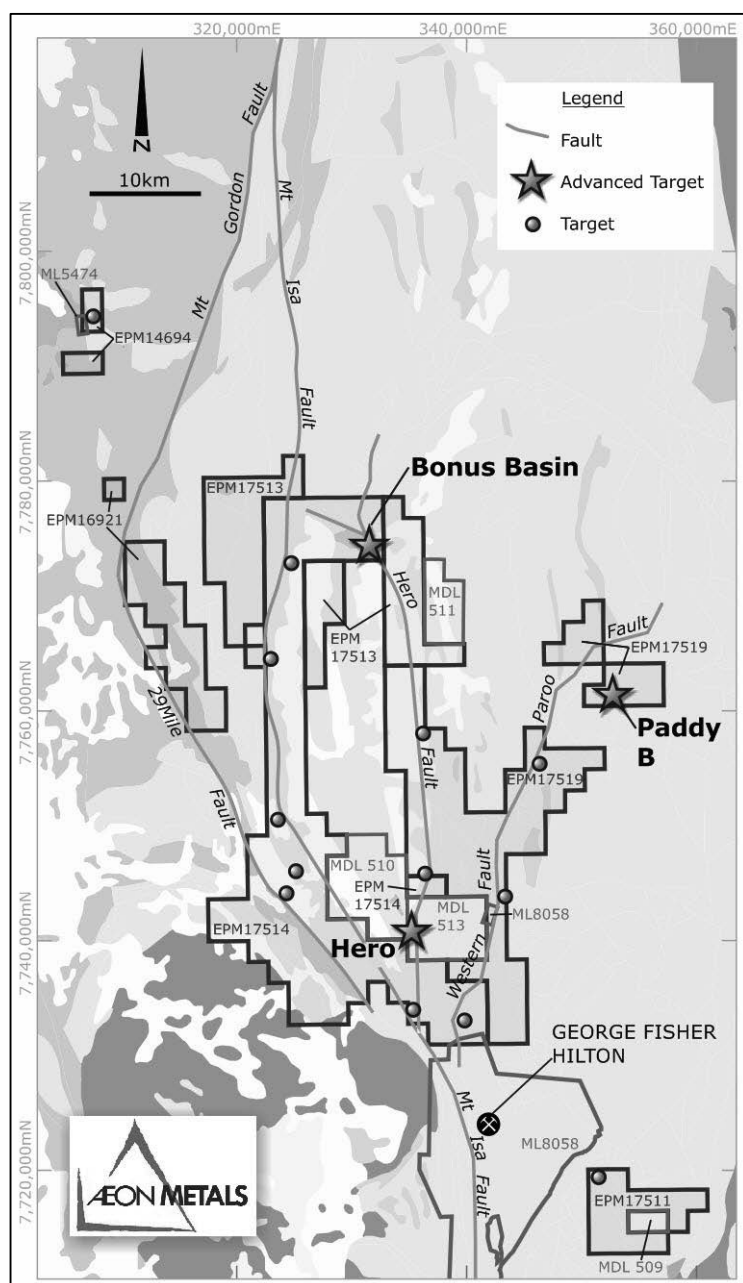 320,000mE
340,000mE
360,000mE
7,800,000mN
7,780,000mN
7,760,000mN
7,740,000mN
7,720,000mN
N
10km
Legend
Fault
Advanced Target
Target
Mt Gordon Fault
Mt Isa Fault
ML5474
EPM14694
EPM17513
Bonus Basin
EPM16921
Hero Fault
MDL
511
EPM
17513
Fault
EPM17519
Paroo
Paddy
B
29Mile Fault
EPM17519
Fault
MDL 510
EPM
17514
MDL
513
ML8058
EPM17514
Hero
Western
GEORGE FISHER
HILTON
Mt Isa Fault
ML8058
EPM17511
MDL 509
ÆON METALS